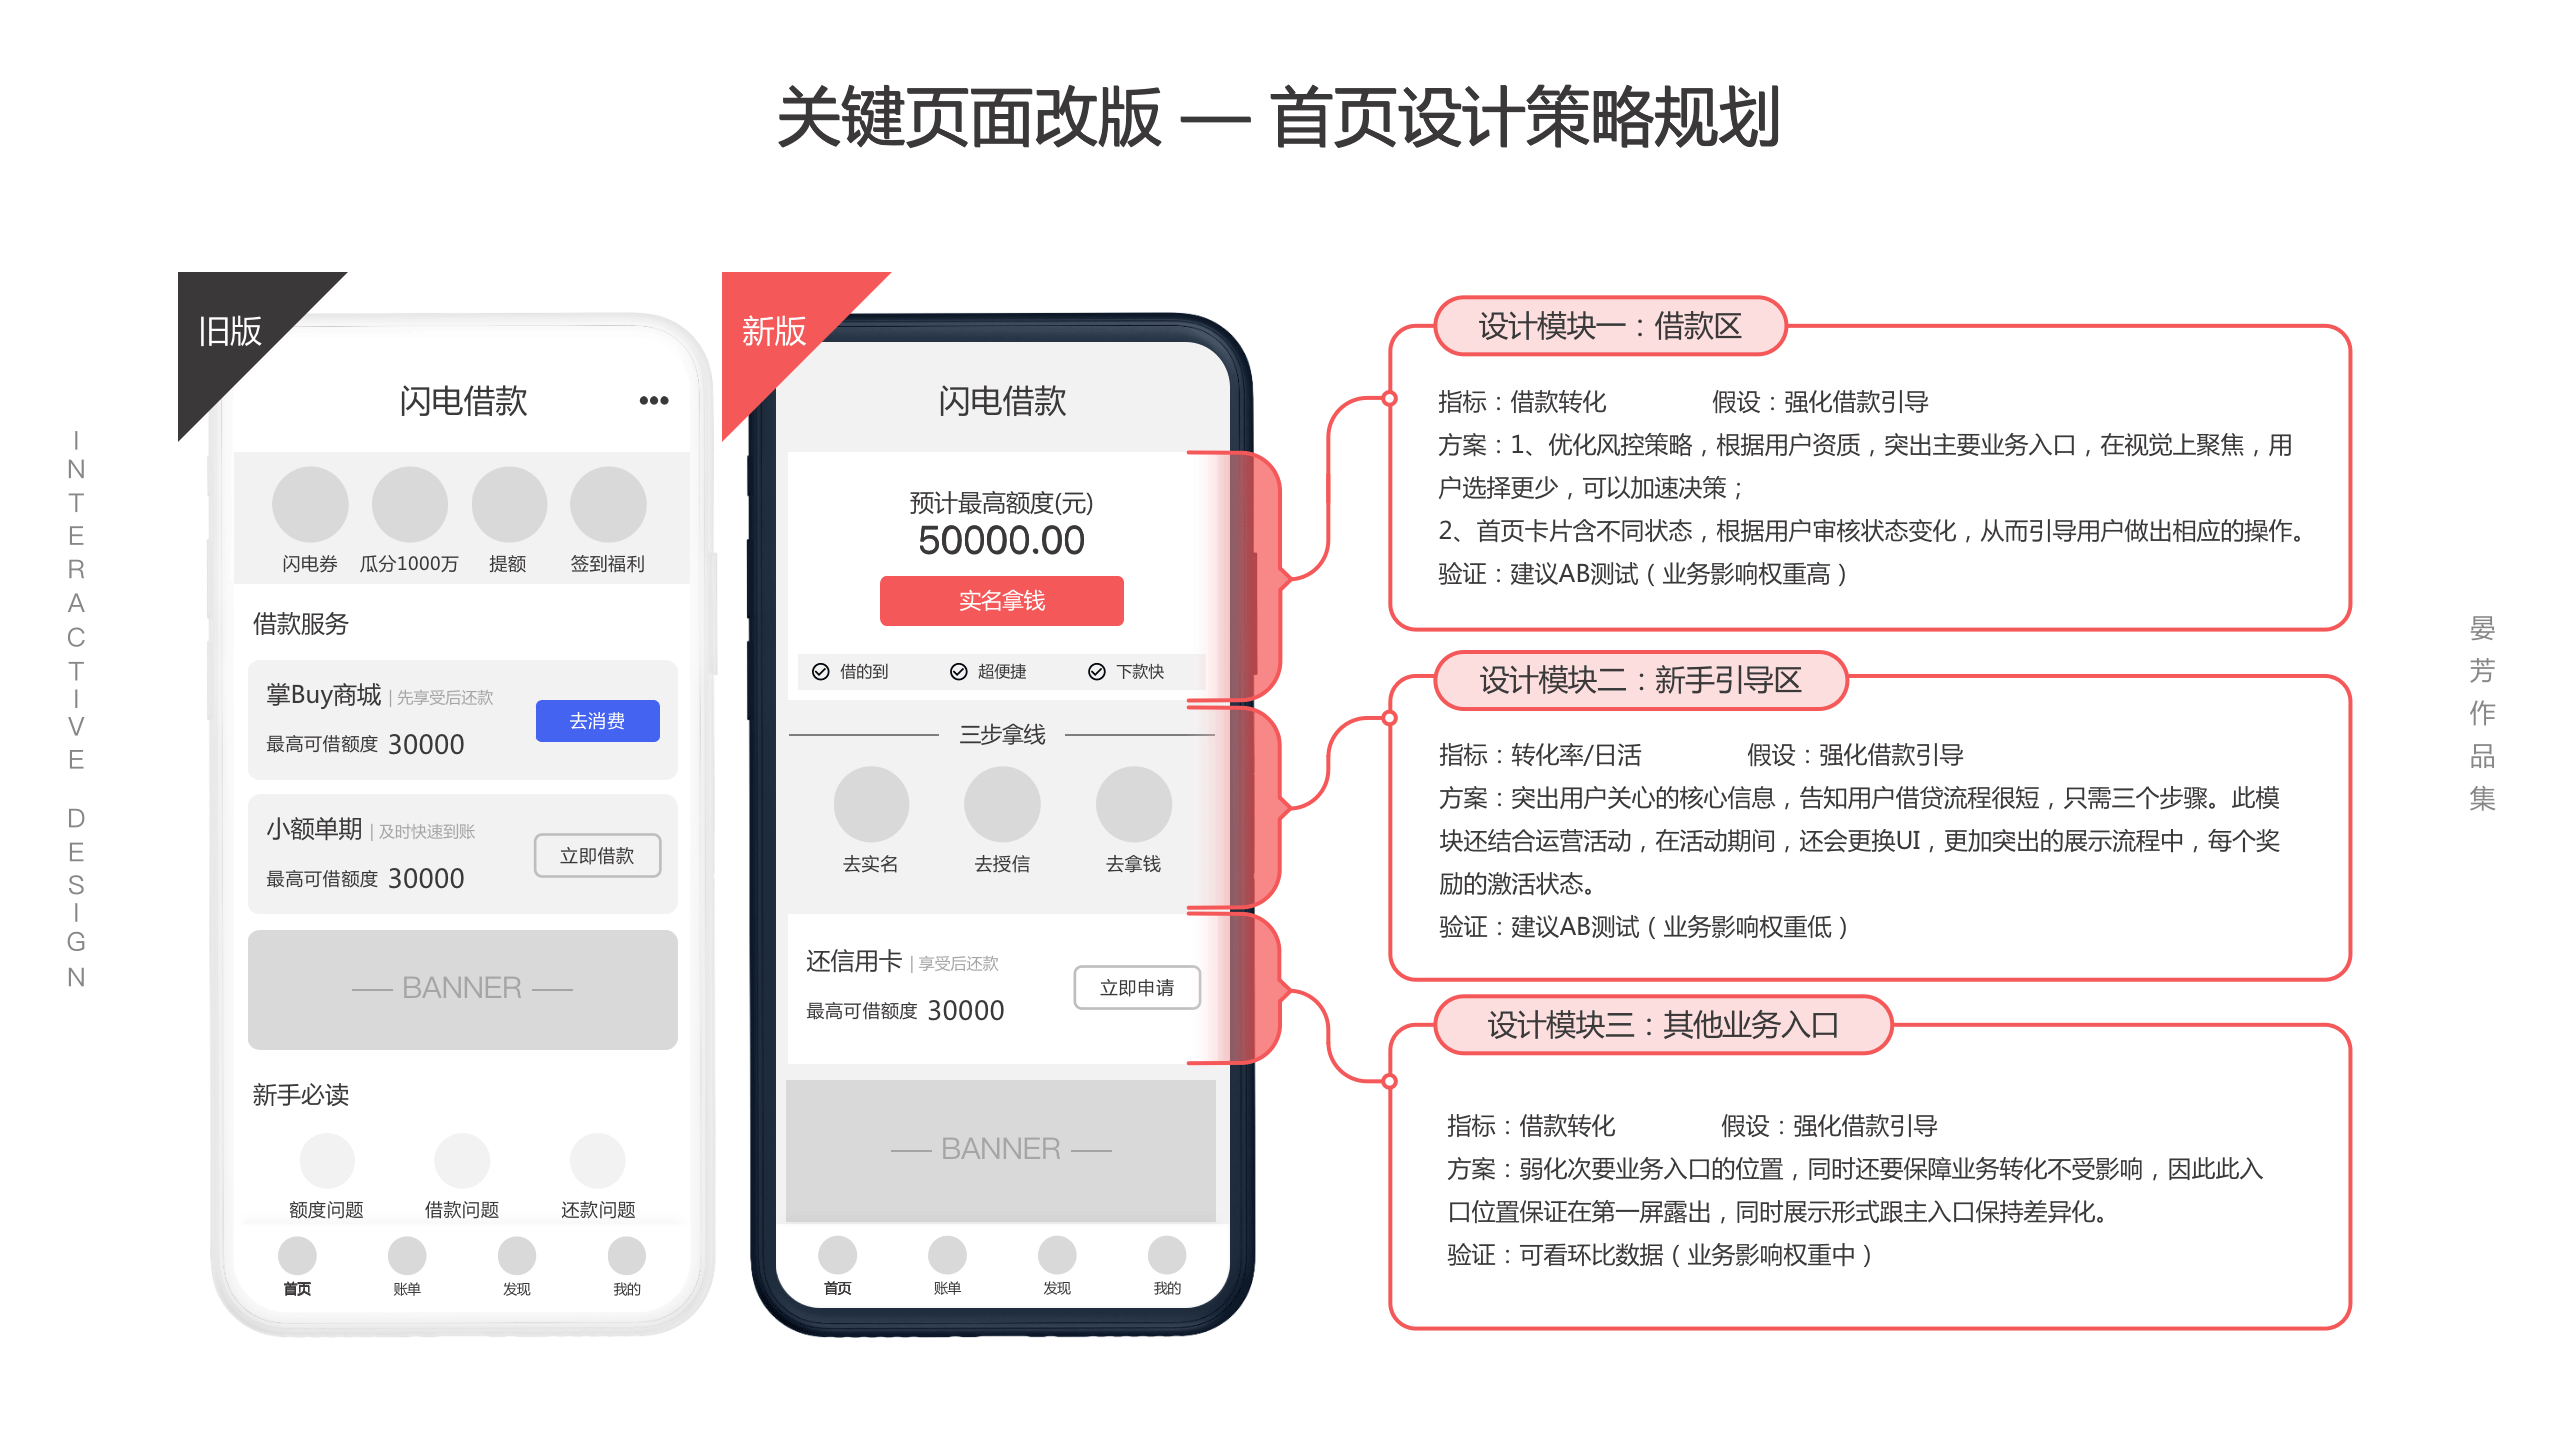 关键页面改版 — 首页设计策略规划
INTERACTIVE DESIGN
旧版
闪电借款
闪电券 瓜分1000万 提额 签到福利
借款服务
掌Buy商城 | 先享受后还款
去消费
最高可借额度 30000
小额单期 | 及时快速到账
立即借款
最高可借额度 30000
BANNER
新手必读
额度问题 借款问题 还款问题
首页 账单 发现 我的
新版
闪电借款
预计最高额度(元)
50000.00
实名拿钱
借的到 超便捷 下款快
三步拿线
去实名 去授信 去拿钱
还信用卡 | 享受后还款
立即申请
最高可借额度 30000
BANNER
首页 账单 发现 我的
设计模块一：借款区
指标：借款转化 假设：强化借款引导
方案：1、优化风控策略，根据用户资质，突出主要业务入口，在视觉上聚焦，用
户选择更少，可以加速决策；
2、首页卡片含不同状态，根据用户审核状态变化，从而引导用户做出相应的操作。
验证：建议AB测试（业务影响权重高）
设计模块二：新手引导区
指标：转化率/日活 假设：强化借款引导
方案：突出用户关心的核心信息，告知用户借贷流程很短，只需三个步骤。此模
块还结合运营活动，在活动期间，还会更换UI，更加突出的展示流程中，每个奖
励的激活状态。
验证：建议AB测试（业务影响权重低）
设计模块三：其他业务入口
指标：借款转化 假设：强化借款引导
方案：弱化次要业务入口的位置，同时还要保障业务转化不受影响，因此此入
口位置保证在第一屏露出，同时展示形式跟主入口保持差异化。
验证：可看环比数据（业务影响权重中）
晏芳作品集